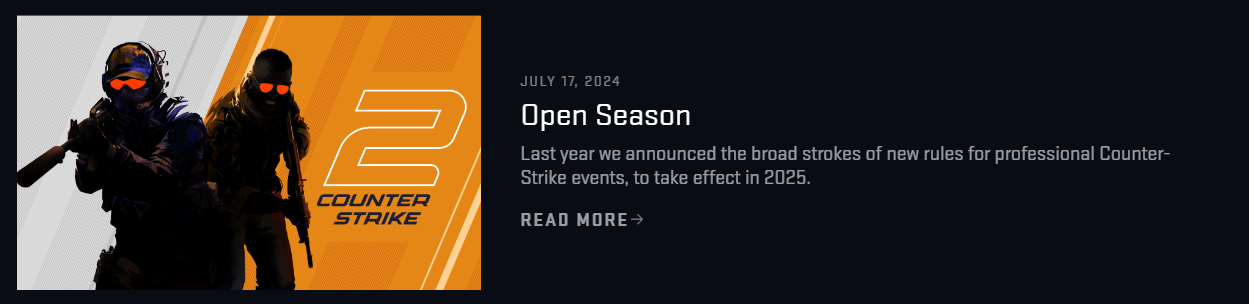 2
COUNTER
STRIKE
JULY 17, 2024
Open Season
Last year we announced the broad strokes of new rules for professional Counter-
Strike events, to take effect in 2025.
READ MORE→